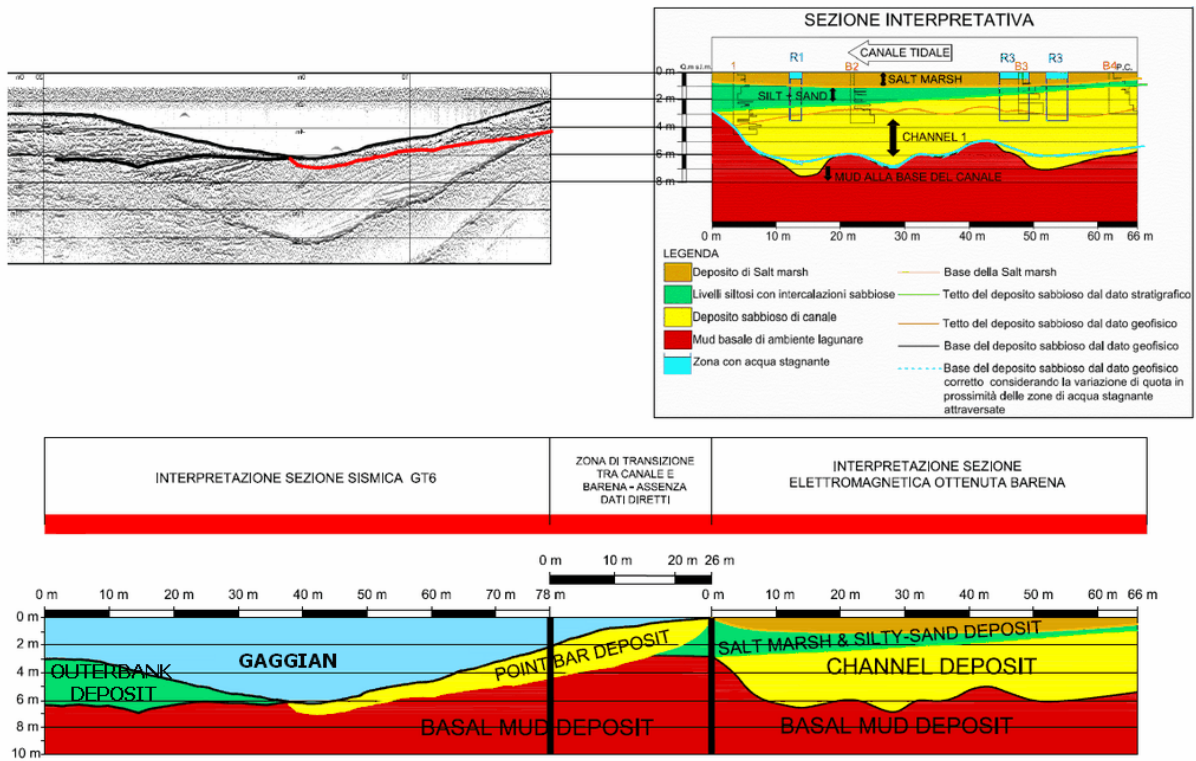 SEZIONE INTERPRETATIVA
CANALE TIDALE
Q.m s.l.m. 1 R1 B2 R3 B3 R3 B4 P.C.
0 m
2 m
4 m
6 m
8 m
SALT MARSH
SILT + SAND
CHANNEL 1
MUD ALLA BASE DEL CANALE
0 m 10 m 20 m 30 m 40 m 50 m 60 m 66 m
LEGENDA
Deposito di Salt marsh
Livelli siltosi con intercalazioni sabbiose
Deposito sabbioso di canale
Mud basale di ambiente lagunare
Zona con acqua stagnante
Base della Salt marsh
Tetto del deposito sabbioso dal dato stratigrafico
Tetto del deposito sabbioso dal dato geofisico
Base del deposito sabbioso dal dato geofisico
Base del deposito sabbioso dal dato geofisico
corretto considerando la variazione di quota in
prossimità delle zone di acqua stagnante
attraversate
INTERPRETAZIONE SEZIONE SISMICA GT6
ZONA DI TRANSIZIONE
TRA CANALE E
BARENA - ASSENZA
DATI DIRETTI
INTERPRETAZIONE SEZIONE
ELETTROMAGNETICA OTTENUTA BARENA
0 m 10 m 20 m 26 m
0 m 10 m 20 m 30 m 40 m 50 m 60 m 70 m 78 m 0 m 10 m 20 m 30 m 40 m 50 m 60 m 66 m
0 m
2 m
4 m
6 m
8 m
10 m
OUTERBANK
DEPOSIT
GAGGIAN
POINT BAR DEPOSIT
BASAL MUD DEPOSIT
SALT MARSH & SILTY-SAND DEPOSIT
CHANNEL DEPOSIT
BASAL MUD DEPOSIT